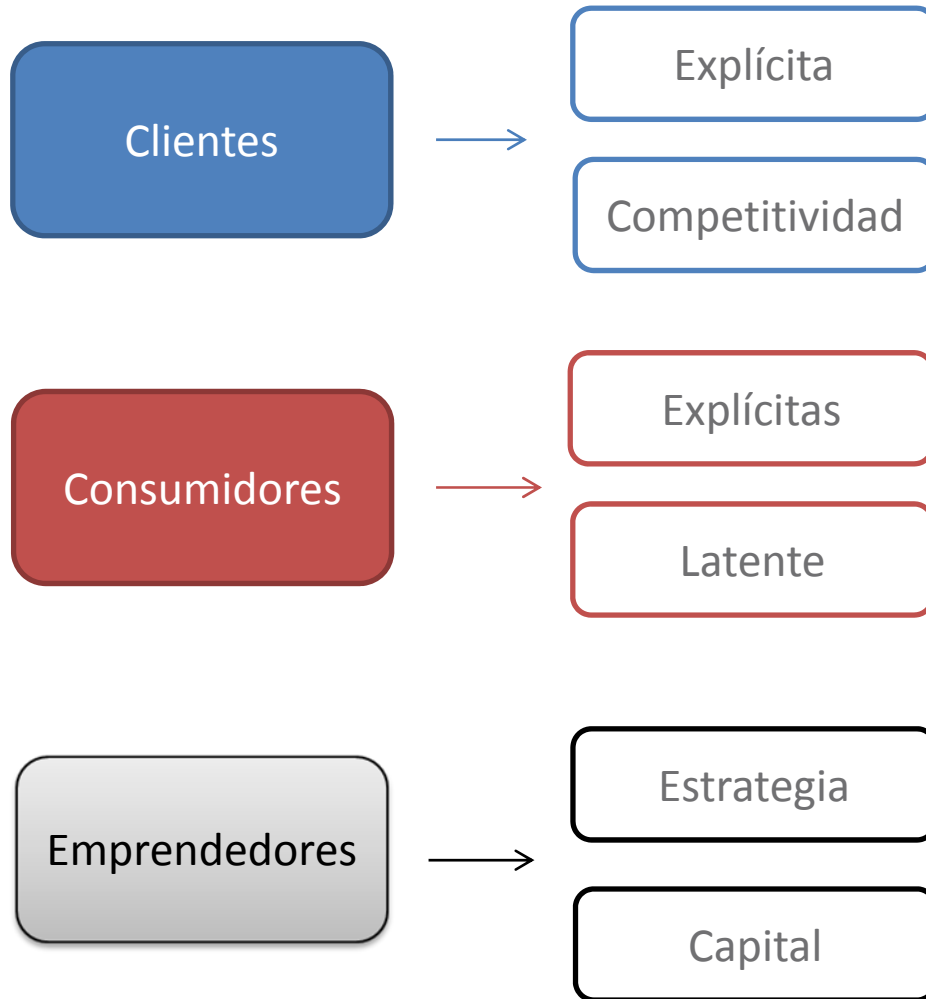 Clientes
Explícita
Competitividad
Consumidores
Explícitas
Latente
Emprendedores
Estrategia
Capital